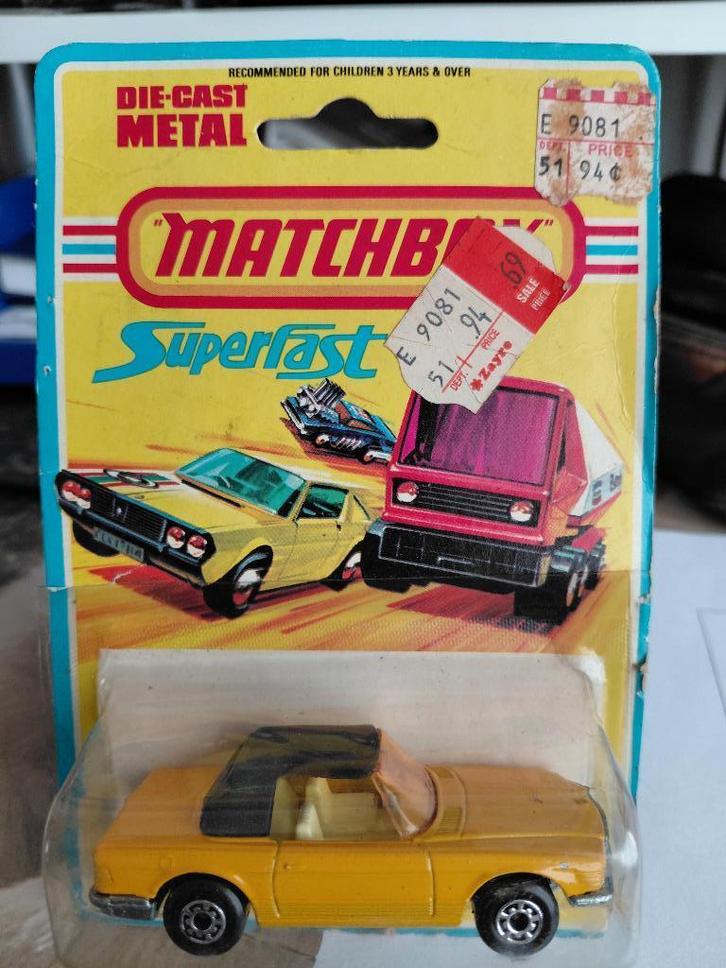 RECOMMENDED FOR CHILDREN 3 YEARS & OVER
DIE-CAST
METAL
E 9081
DEPT. PRICE
51 94¢
"MATCHBOX"
Superfast
E 9081
51 .94 .69
DEPT. PRICE SALE PRICE
Zayre